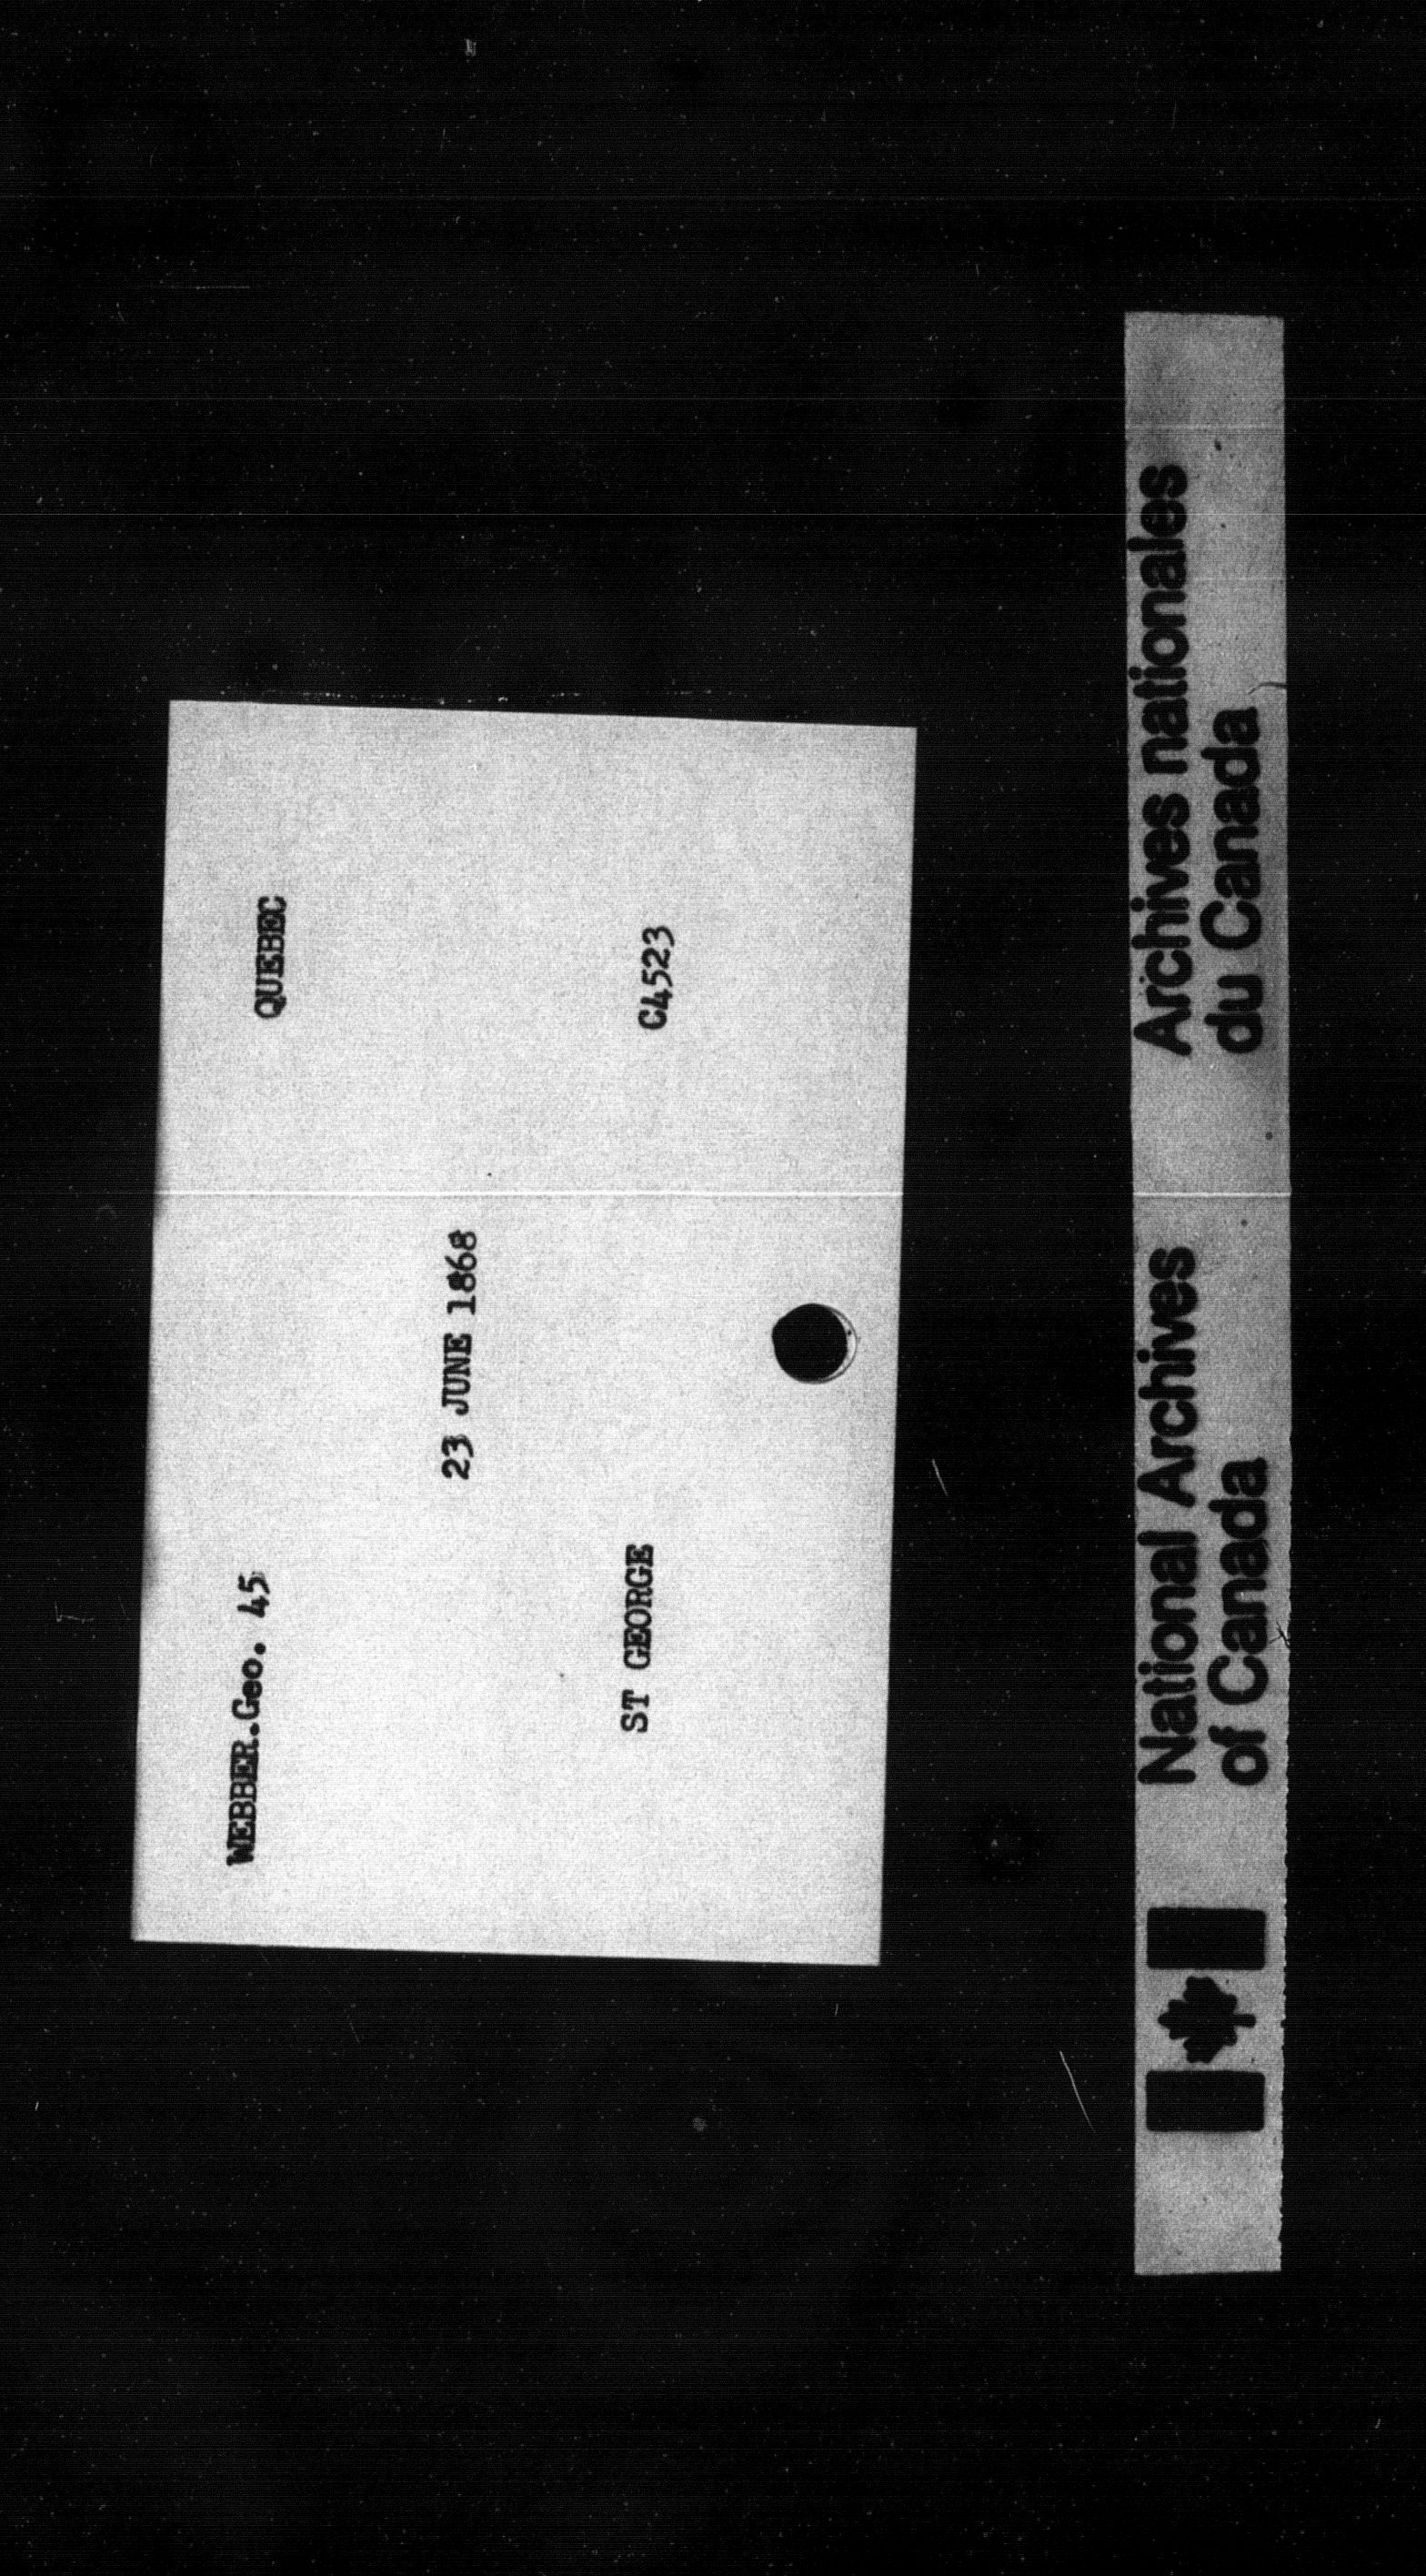 WEBBER.Geo. 45 QUEBEC
23 JUNE 1868
ST GEORGE C4523
National Archives
of Canada
Archives nationales
du Canada